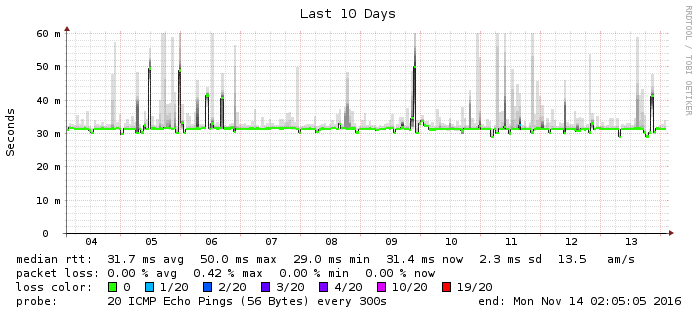 Last 10 Days
RRDTOOL / TOBI OETIKER
Seconds
60 m
50 m
40 m
30 m
20 m
10 m
0
04 05 06 07 08 09 10 11 12 13
median rtt: 31.7 ms avg 50.0 ms max 29.0 ms min 31.4 ms now 2.3 ms sd 13.5 am/s
packet loss: 0.00 % avg 0.42 % max 0.00 % min 0.00 % now
loss color: 0 1/20 2/20 3/20 4/20 10/20 19/20
probe: 20 ICMP Echo Pings (56 Bytes) every 300s end: Mon Nov 14 02:05:05 2016